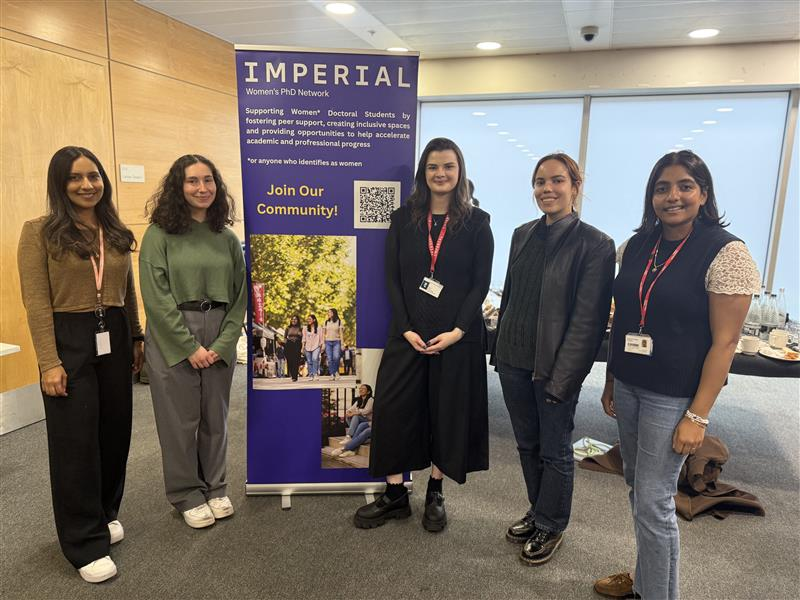 IMPERIAL
Women's PhD Network
Supporting Women* Doctoral Students by
fostering peer support, creating inclusive spaces
and providing opportunities to help accelerate
academic and professional progress
*or anyone who identifies as women
Join Our
Community!